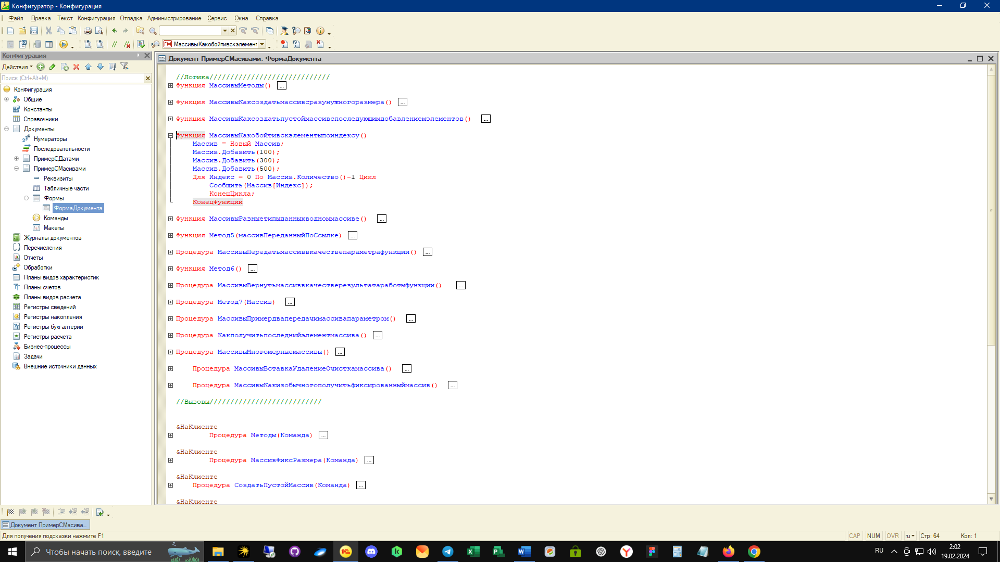 Конфигуратор - Конфигурация
Файл Правка Текст Конфигурация Отладка Администрирование Сервис Окна Справка
МассивыКакобойтивскэлемент
Конфигурация
Действия
Поиск (Ctrl+Alt+M)
Конфигурация
Общие
Константы
Справочники
Документы
Нумераторы
Последовательности
ПримерСДатами
ПримерСМасивами
Реквизиты
Табличные части
Формы
ФормаДокумента
Команды
Макеты
Журналы документов
Перечисления
Отчеты
Обработки
Планы видов характеристик
Планы счетов
Планы видов расчета
Регистры сведений
Регистры накопления
Регистры бухгалтерии
Регистры расчета
Бизнес-процессы
Задачи
Внешние источники данных
Документ ПримерСМасивами: ФормаДокумента
//Логика/////////////////////////////
Функция МассивыМетоды() ...
Функция МассивыКаксоздатьмассивсразунужногоразмера() ...
Функция МассивыКаксоздатьпустоймассивспоследующимдобавлениемэлементов() ...
Функция МассивыКакобойтивскэлементыпоиндексу()
Массив = Новый Массив;
Массив.Добавить(100);
Массив.Добавить(300);
Массив.Добавить(500);
Для Индекс = 0 По Массив.Количество()-1 Цикл
Сообщить(Массив[Индекс]);
КонецЦикла;
КонецФункции
Функция МассивыРазныетипыданныхводноммассиве() ...
Функция Метод5(массивПереданныйПоСсылке) ...
Процедура МассивыПередатьмассиввкачествепараметрафункции() ...
Функция Метод6() ...
Процедура МассивыВернутьмассиввкачестверезультатаработыфункции() ...
Процедура Метод7(Массив) ...
Процедура МассивыПримердвапередачимассивапараметром() ...
Процедура Какполучитьпоследнийэлементмассива() ...
Процедура МассивыМногомерныемассивы() ...
Процедура МассивыВставкаУдалениеОчисткамассива() ...
Процедура МассивыКакизобычногополучитьфиксированныймассив() ...
//Вызовы///////////////////////////
&НаКлиенте
Процедура Методы(Команда) ...
&НаКлиенте
Процедура МассивФиксРазмера(Команда) ...
&НаКлиенте
Процедура СоздатьПустойМассив(Команда) ...
&НаКлиенте
Документ ПримерСМасива...
Для получения подсказки нажмите F1
CAP NUM OVR ru Стр: 64 Кол: 1
Чтобы начать поиск, введите
RU
2:02
19.02.2024